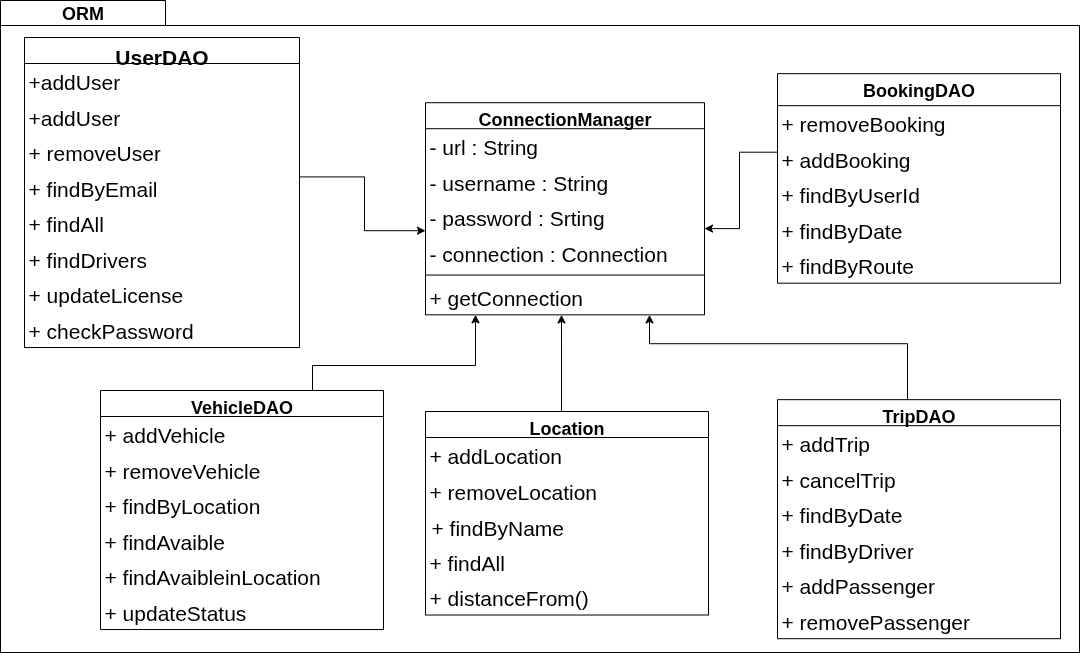 ORM
UserDAO
+addUser
+addUser
+ removeUser
+ findByEmail
+ findAll
+ findDrivers
+ updateLicense
+ checkPassword
ConnectionManager
- url : String
- username : String
- password : Srting
- connection : Connection
+ getConnection
BookingDAO
+ removeBooking
+ addBooking
+ findByUserId
+ findByDate
+ findByRoute
VehicleDAO
+ addVehicle
+ removeVehicle
+ findByLocation
+ findAvaible
+ findAvaibleinLocation
+ updateStatus
Location
+ addLocation
+ removeLocation
+ findByName
+ findAll
+ distanceFrom()
TripDAO
+ addTrip
+ cancelTrip
+ findByDate
+ findByDriver
+ addPassenger
+ removePassenger